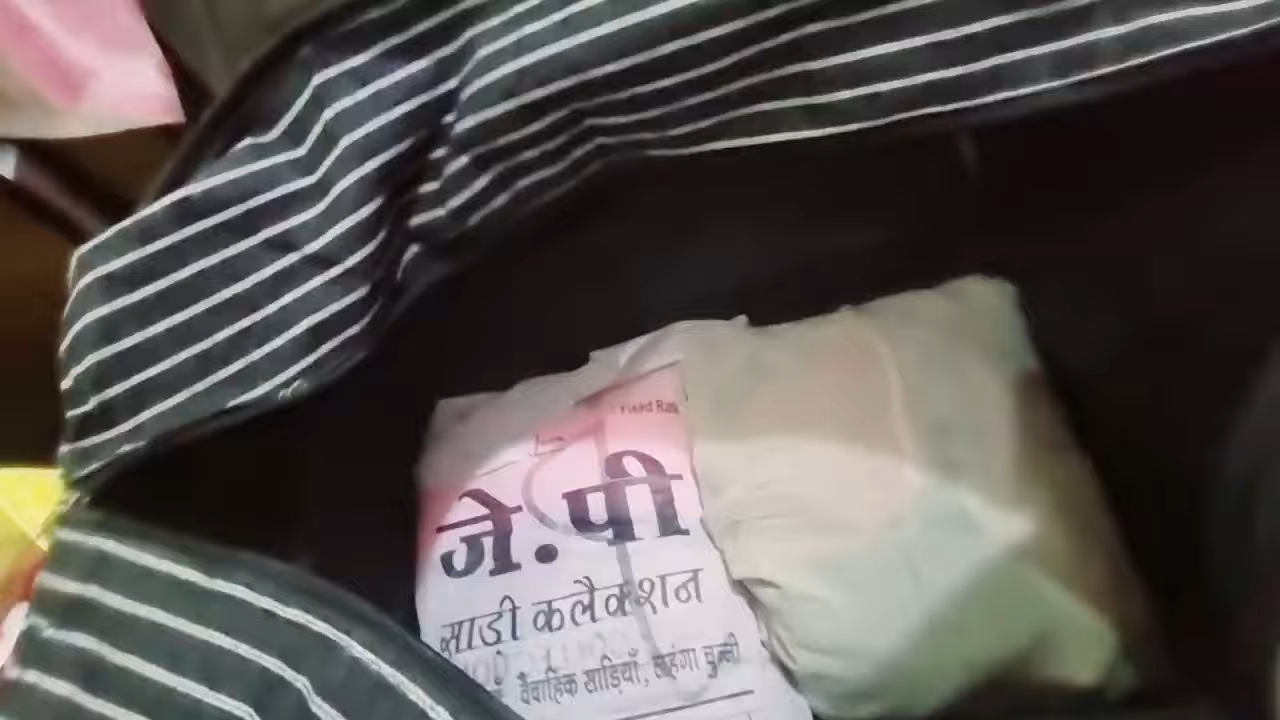 Fixed Rate
जे.पी
साडी कलैक्शन
वैवाहिक साड़ियाँ, लहंगा चुन्नी